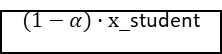 (1 − α) · x_student